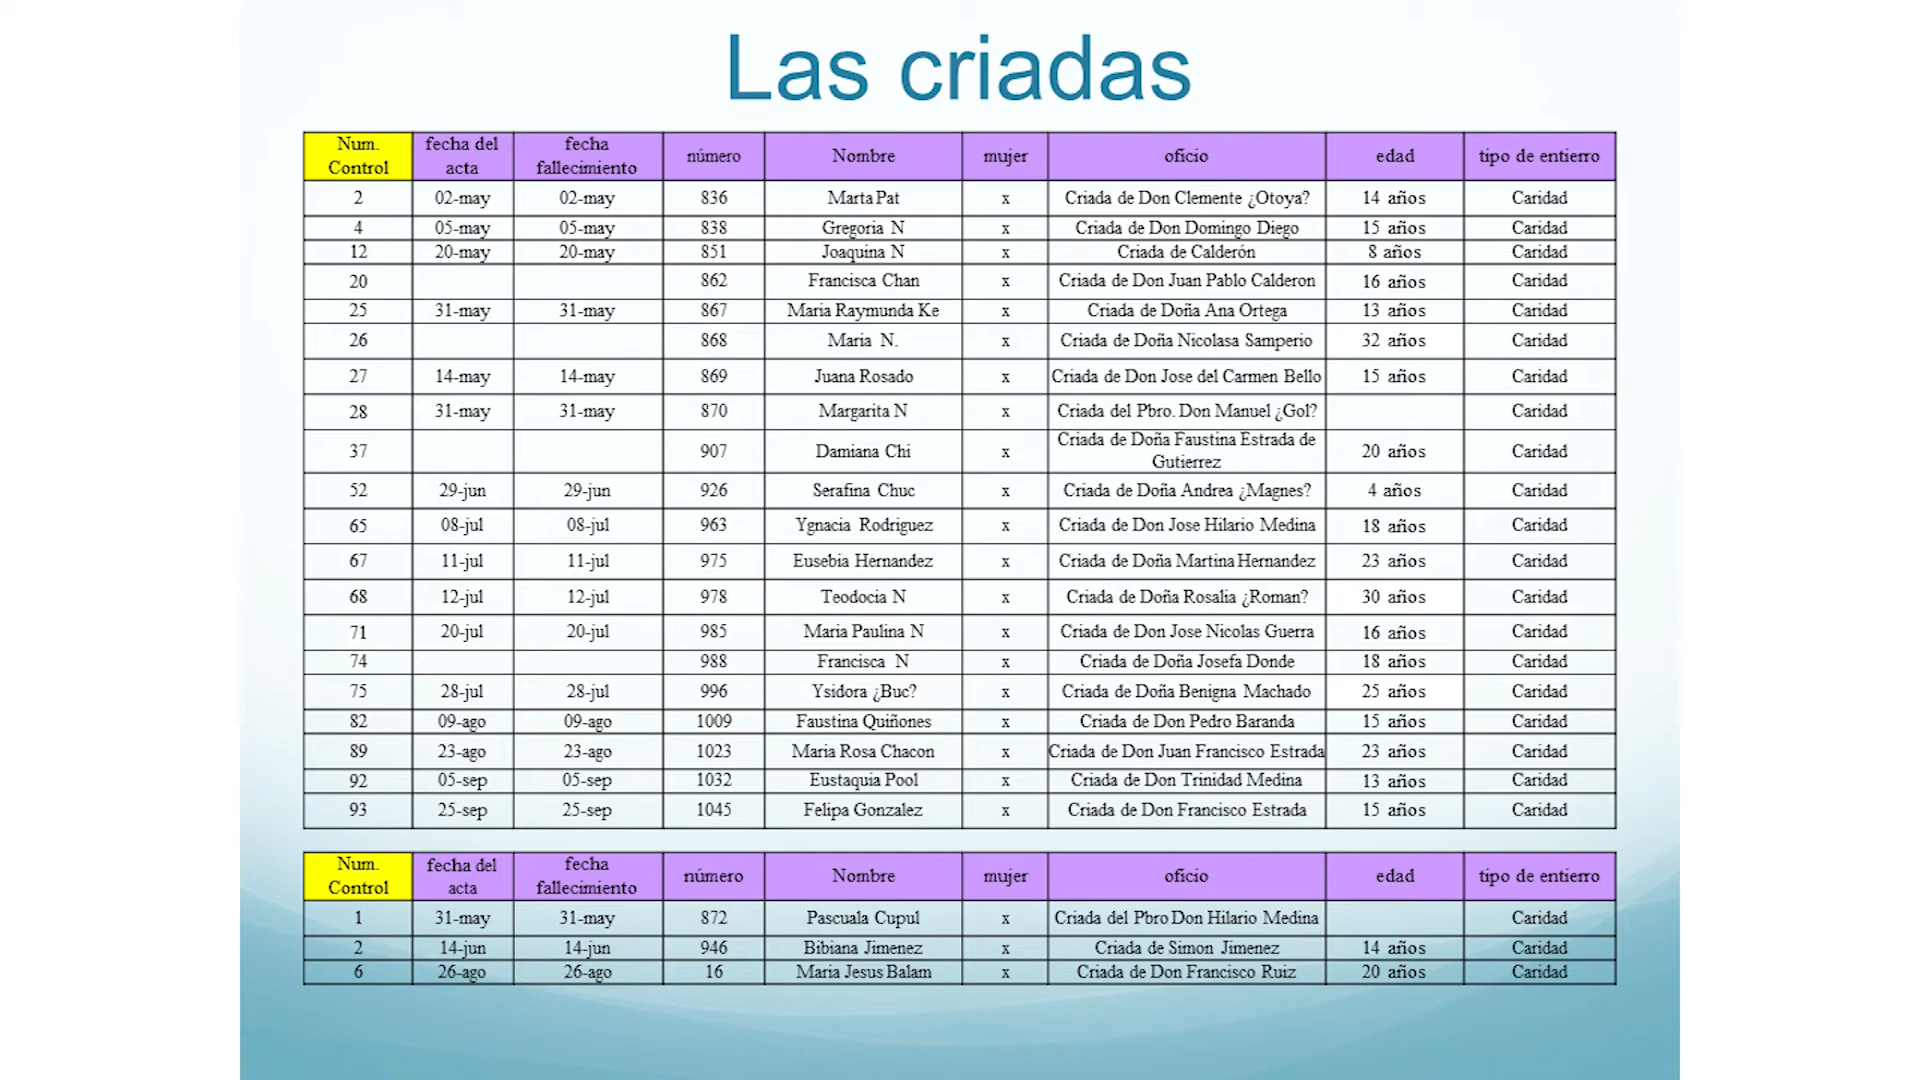 Las criadas
Num. Control fecha del acta fecha fallecimiento número Nombre mujer oficio edad tipo de entierro
2 02-may 02-may 836 Marta Pat x Criada de Don Clemente ¿Otoya? 14 años Caridad
4 05-may 05-may 838 Gregoria N x Criada de Don Domingo Diego 15 años Caridad
12 20-may 20-may 851 Joaquina N x Criada de Calderón 8 años Caridad
20 862 Francisca Chan x Criada de Don Juan Pablo Calderon 16 años Caridad
25 31-may 31-may 867 Maria Raymunda Ke x Criada de Doña Ana Ortega 13 años Caridad
26 868 Maria N. x Criada de Doña Nicolasa Samperio 32 años Caridad
27 14-may 14-may 869 Juana Rosado x Criada de Don Jose del Carmen Bello 15 años Caridad
28 31-may 31-may 870 Margarita N x Criada del Pbro. Don Manuel ¿Gol? Caridad
37 907 Damiana Chi x Criada de Doña Faustina Estrada de Gutierrez 20 años Caridad
52 29-jun 29-jun 926 Serafina Chuc x Criada de Doña Andrea ¿Magnes? 4 años Caridad
65 08-jul 08-jul 963 Ygnacia Rodriguez x Criada de Don Jose Hilario Medina 18 años Caridad
67 11-jul 11-jul 975 Eusebia Hernandez x Criada de Doña Martina Hernandez 23 años Caridad
68 12-jul 12-jul 978 Teodocia N x Criada de Doña Rosalia ¿Roman? 30 años Caridad
71 20-jul 20-jul 985 Maria Paulina N x Criada de Don Jose Nicolas Guerra 16 años Caridad
74 988 Francisca N x Criada de Doña Josefa Donde 18 años Caridad
75 28-jul 28-jul 996 Ysidora ¿Buc? x Criada de Doña Benigna Machado 25 años Caridad
82 09-ago 09-ago 1009 Faustina Quiñones x Criada de Don Pedro Baranda 15 años Caridad
89 23-ago 23-ago 1023 Maria Rosa Chacon x Criada de Don Juan Francisco Estrada 23 años Caridad
92 05-sep 05-sep 1032 Eustaquia Pool x Criada de Don Trinidad Medina 13 años Caridad
93 25-sep 25-sep 1045 Felipa Gonzalez x Criada de Don Francisco Estrada 15 años Caridad
Num. Control fecha del acta fecha fallecimiento número Nombre mujer oficio edad tipo de entierro
1 31-may 31-may 872 Pascuala Cupul x Criada del Pbro Don Hilario Medina Caridad
2 14-jun 14-jun 946 Bibiana Jimenez x Criada de Simon Jimenez 14 años Caridad
6 26-ago 26-ago 16 Maria Jesus Balam x Criada de Don Francisco Ruiz 20 años Caridad